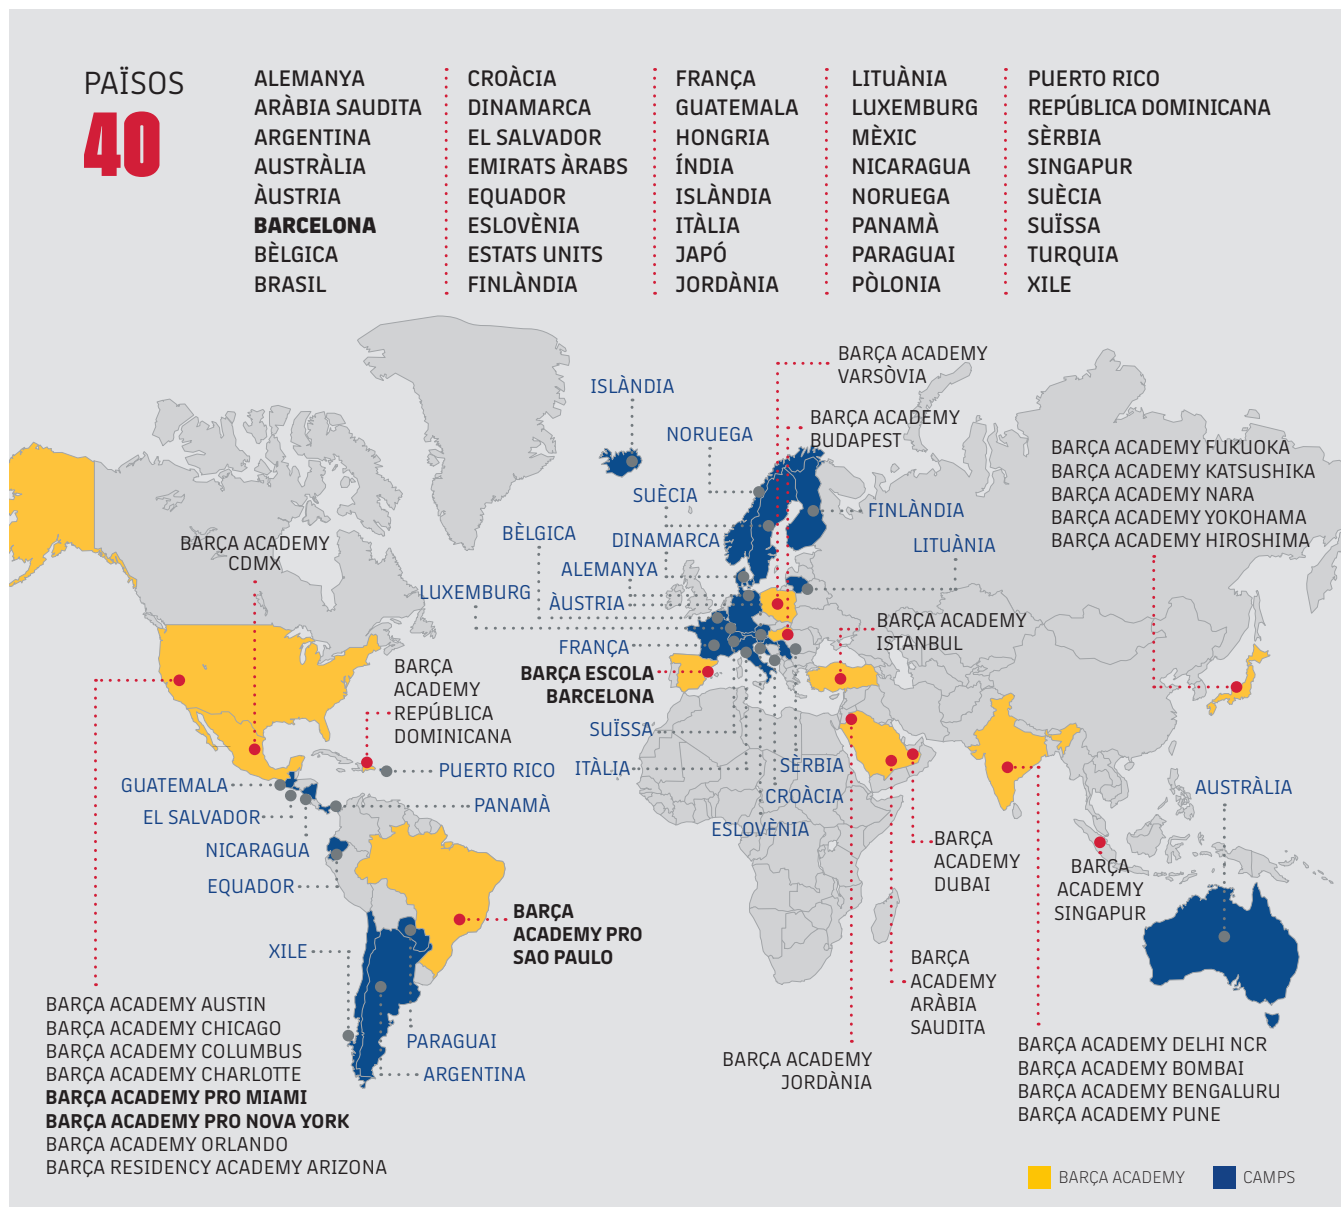 PAÏSOS
40
ALEMANYA
ARÀBIA SAUDITA
ARGENTINA
AUSTRÀLIA
ÀUSTRIA
BARCELONA
BÈLGICA
BRASIL
CROÀCIA
DINAMARCA
EL SALVADOR
EMIRATS ÀRABS
EQUADOR
ESLOVÈNIA
ESTATS UNITS
FINLÀNDIA
FRANÇA
GUATEMALA
HONGRIA
ÍNDIA
ISLÀNDIA
ITÀLIA
JAPÓ
JORDÀNIA
LITUÀNIA
LUXEMBURG
MÈXIC
NICARAGUA
NORUEGA
PANAMÀ
PARAGUAI
PÒLONIA
PUERTO RICO
REPÚBLICA DOMINICANA
SÈRBIA
SINGAPUR
SUÈCIA
SUÏSSA
TURQUIA
XILE
BARÇA ACADEMY
VARSÒVIA
ISLÀNDIA
BARÇA ACADEMY
BUDAPEST
NORUEGA
BARÇA ACADEMY FUKUOKA
BARÇA ACADEMY KATSUSHIKA
BARÇA ACADEMY NARA
BARÇA ACADEMY YOKOHAMA
BARÇA ACADEMY HIROSHIMA
SUÈCIA
FINLÀNDIA
BÈLGICA
DINAMARCA
LITUÀNIA
BARÇA ACADEMY
CDMX
ALEMANYA
LUXEMBURG
ÀUSTRIA
BARÇA ACADEMY
ISTANBUL
FRANÇA
BARÇA ESCOLA
BARCELONA
BARÇA
ACADEMY
REPÚBLICA
DOMINICANA
SUÏSSA
PUERTO RICO
ITÀLIA
SÈRBIA
GUATEMALA
CROÀCIA
AUSTRÀLIA
PANAMÀ
EL SALVADOR
ESLOVÈNIA
NICARAGUA
BARÇA
ACADEMY
DUBAI
BARÇA
ACADEMY
SINGAPUR
EQUADOR
BARÇA
ACADEMY PRO
SAO PAULO
XILE
BARÇA
ACADEMY
ARÀBIA
SAUDITA
BARÇA ACADEMY AUSTIN
BARÇA ACADEMY CHICAGO
BARÇA ACADEMY COLUMBUS
BARÇA ACADEMY CHARLOTTE
BARÇA ACADEMY PRO MIAMI
BARÇA ACADEMY PRO NOVA YORK
BARÇA ACADEMY ORLANDO
BARÇA RESIDENCY ACADEMY ARIZONA
PARAGUAI
ARGENTINA
BARÇA ACADEMY
JORDÀNIA
BARÇA ACADEMY DELHI NCR
BARÇA ACADEMY BOMBAI
BARÇA ACADEMY BENGALURU
BARÇA ACADEMY PUNE
BARÇA ACADEMY
CAMPS